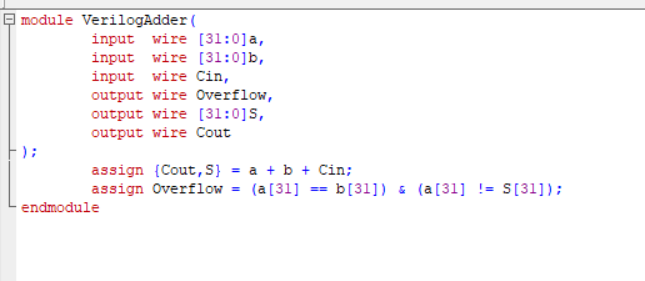 module VerilogAdder(
input  wire [31:0]a,
input  wire [31:0]b,
input  wire Cin,
output wire Overflow,
output wire [31:0]S,
output wire Cout
);
assign {Cout,S} = a + b + Cin;
assign Overflow = (a[31] == b[31]) & (a[31] != S[31]);
endmodule